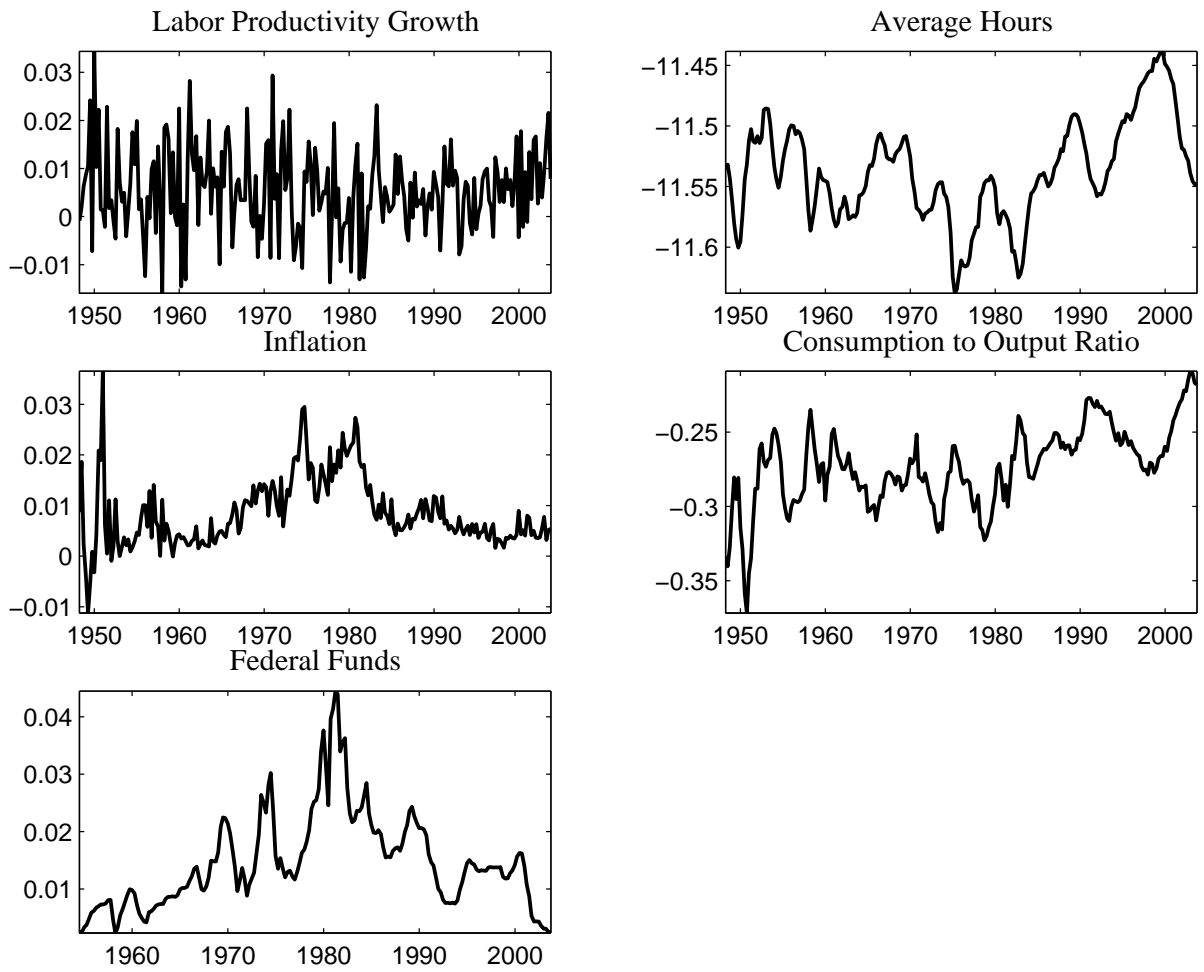 Labor Productivity Growth
0.03
0.02
0.01
0
−0.01
1950 1960 1970 1980 1990 2000
Average Hours
−11.45
−11.5
−11.55
−11.6
1950 1960 1970 1980 1990 2000
Inflation
0.03
0.02
0.01
0
−0.01
1950 1960 1970 1980 1990 2000
Consumption to Output Ratio
−0.25
−0.3
−0.35
1950 1960 1970 1980 1990 2000
Federal Funds
0.04
0.03
0.02
0.01
1960 1970 1980 1990 2000